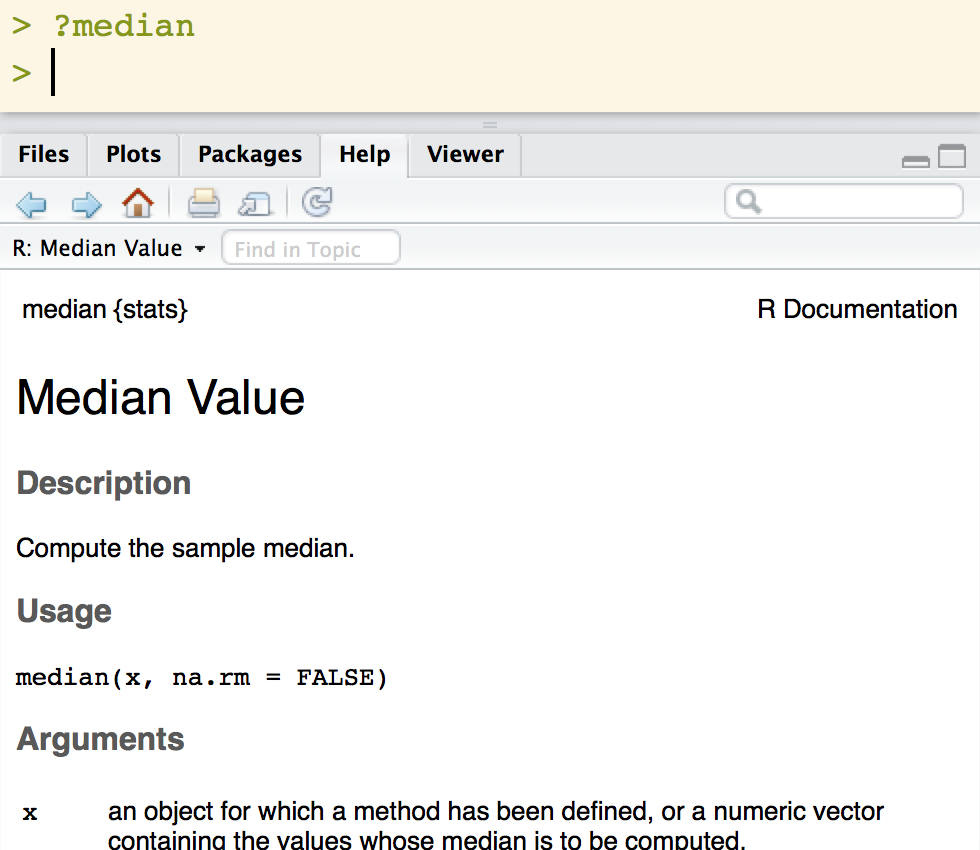 > ?median
>
Files Plots Packages Help Viewer
R: Median Value Find in Topic
median {stats} R Documentation
Median Value
Description
Compute the sample median.
Usage
median(x, na.rm = FALSE)
Arguments
x an object for which a method has been defined, or a numeric vector
containing the values whose median is to be computed.